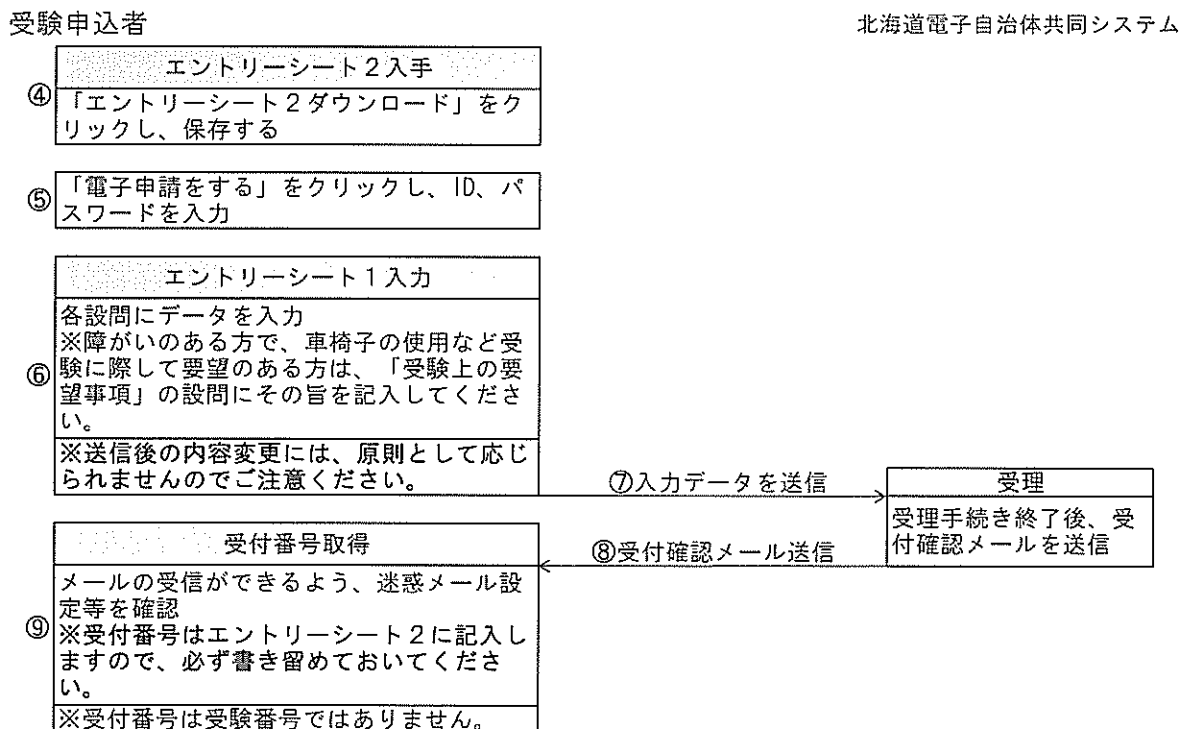 受験申込者
北海道電子自治体共同システム
エントリーシート２入手
④
「エントリーシート２ダウンロード」をク
リックし、保存する
⑤
「電子申請をする」をクリックし、ID、パ
スワードを入力
エントリーシート１入力
各設問にデータを入力
※障がいのある方で、車椅子の使用など受
⑥
験に際して要望のある方は、「受験上の要
望事項」の設問にその旨を記入してくださ
い。
※送信後の内容変更には、原則として応じ
られませんのでご注意ください。
⑦入力データを送信
受理
受理手続き終了後、受
付確認メールを送信
⑧受付確認メール送信
受付番号取得
メールの受信ができるよう、迷惑メール設
定等を確認
⑨
※受付番号はエントリーシート２に記入し
ますので、必ず書き留めておいてくださ
い。
※受付番号は受験番号ではありません。